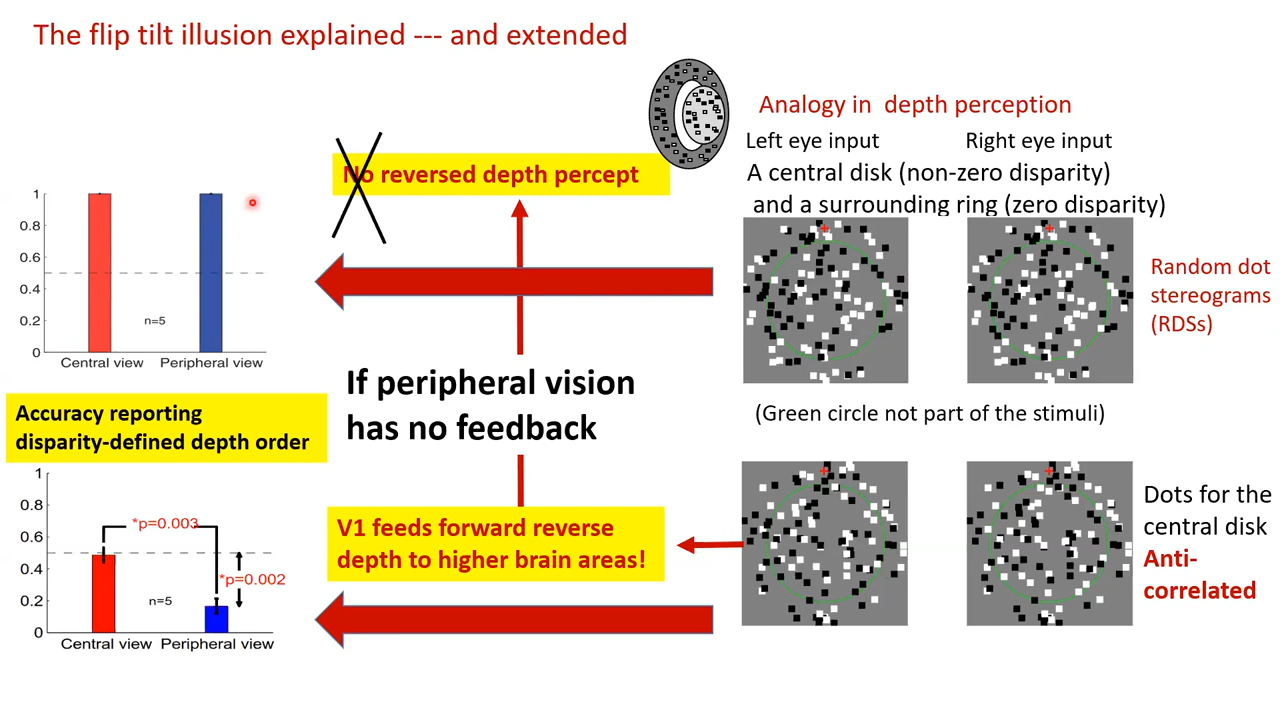 The flip tilt illusion explained --- and extended
Analogy in depth perception
Left eye input
Right eye input
A central disk (non-zero disparity)
and a surrounding ring (zero disparity)
No reversed depth percept
1
0.8
0.6
0.4
0.2
0
n=5
Central view
Peripheral view
Random dot
stereograms
(RDSs)
If peripheral vision
has no feedback
(Green circle not part of the stimuli)
Accuracy reporting
disparity-defined depth order
1
0.8
0.6
0.4
0.2
0
*p=0.003
*p=0.002
n=5
Central view
Peripheral view
V1 feeds forward reverse
depth to higher brain areas!
Dots for the
central disk
Anti-
correlated